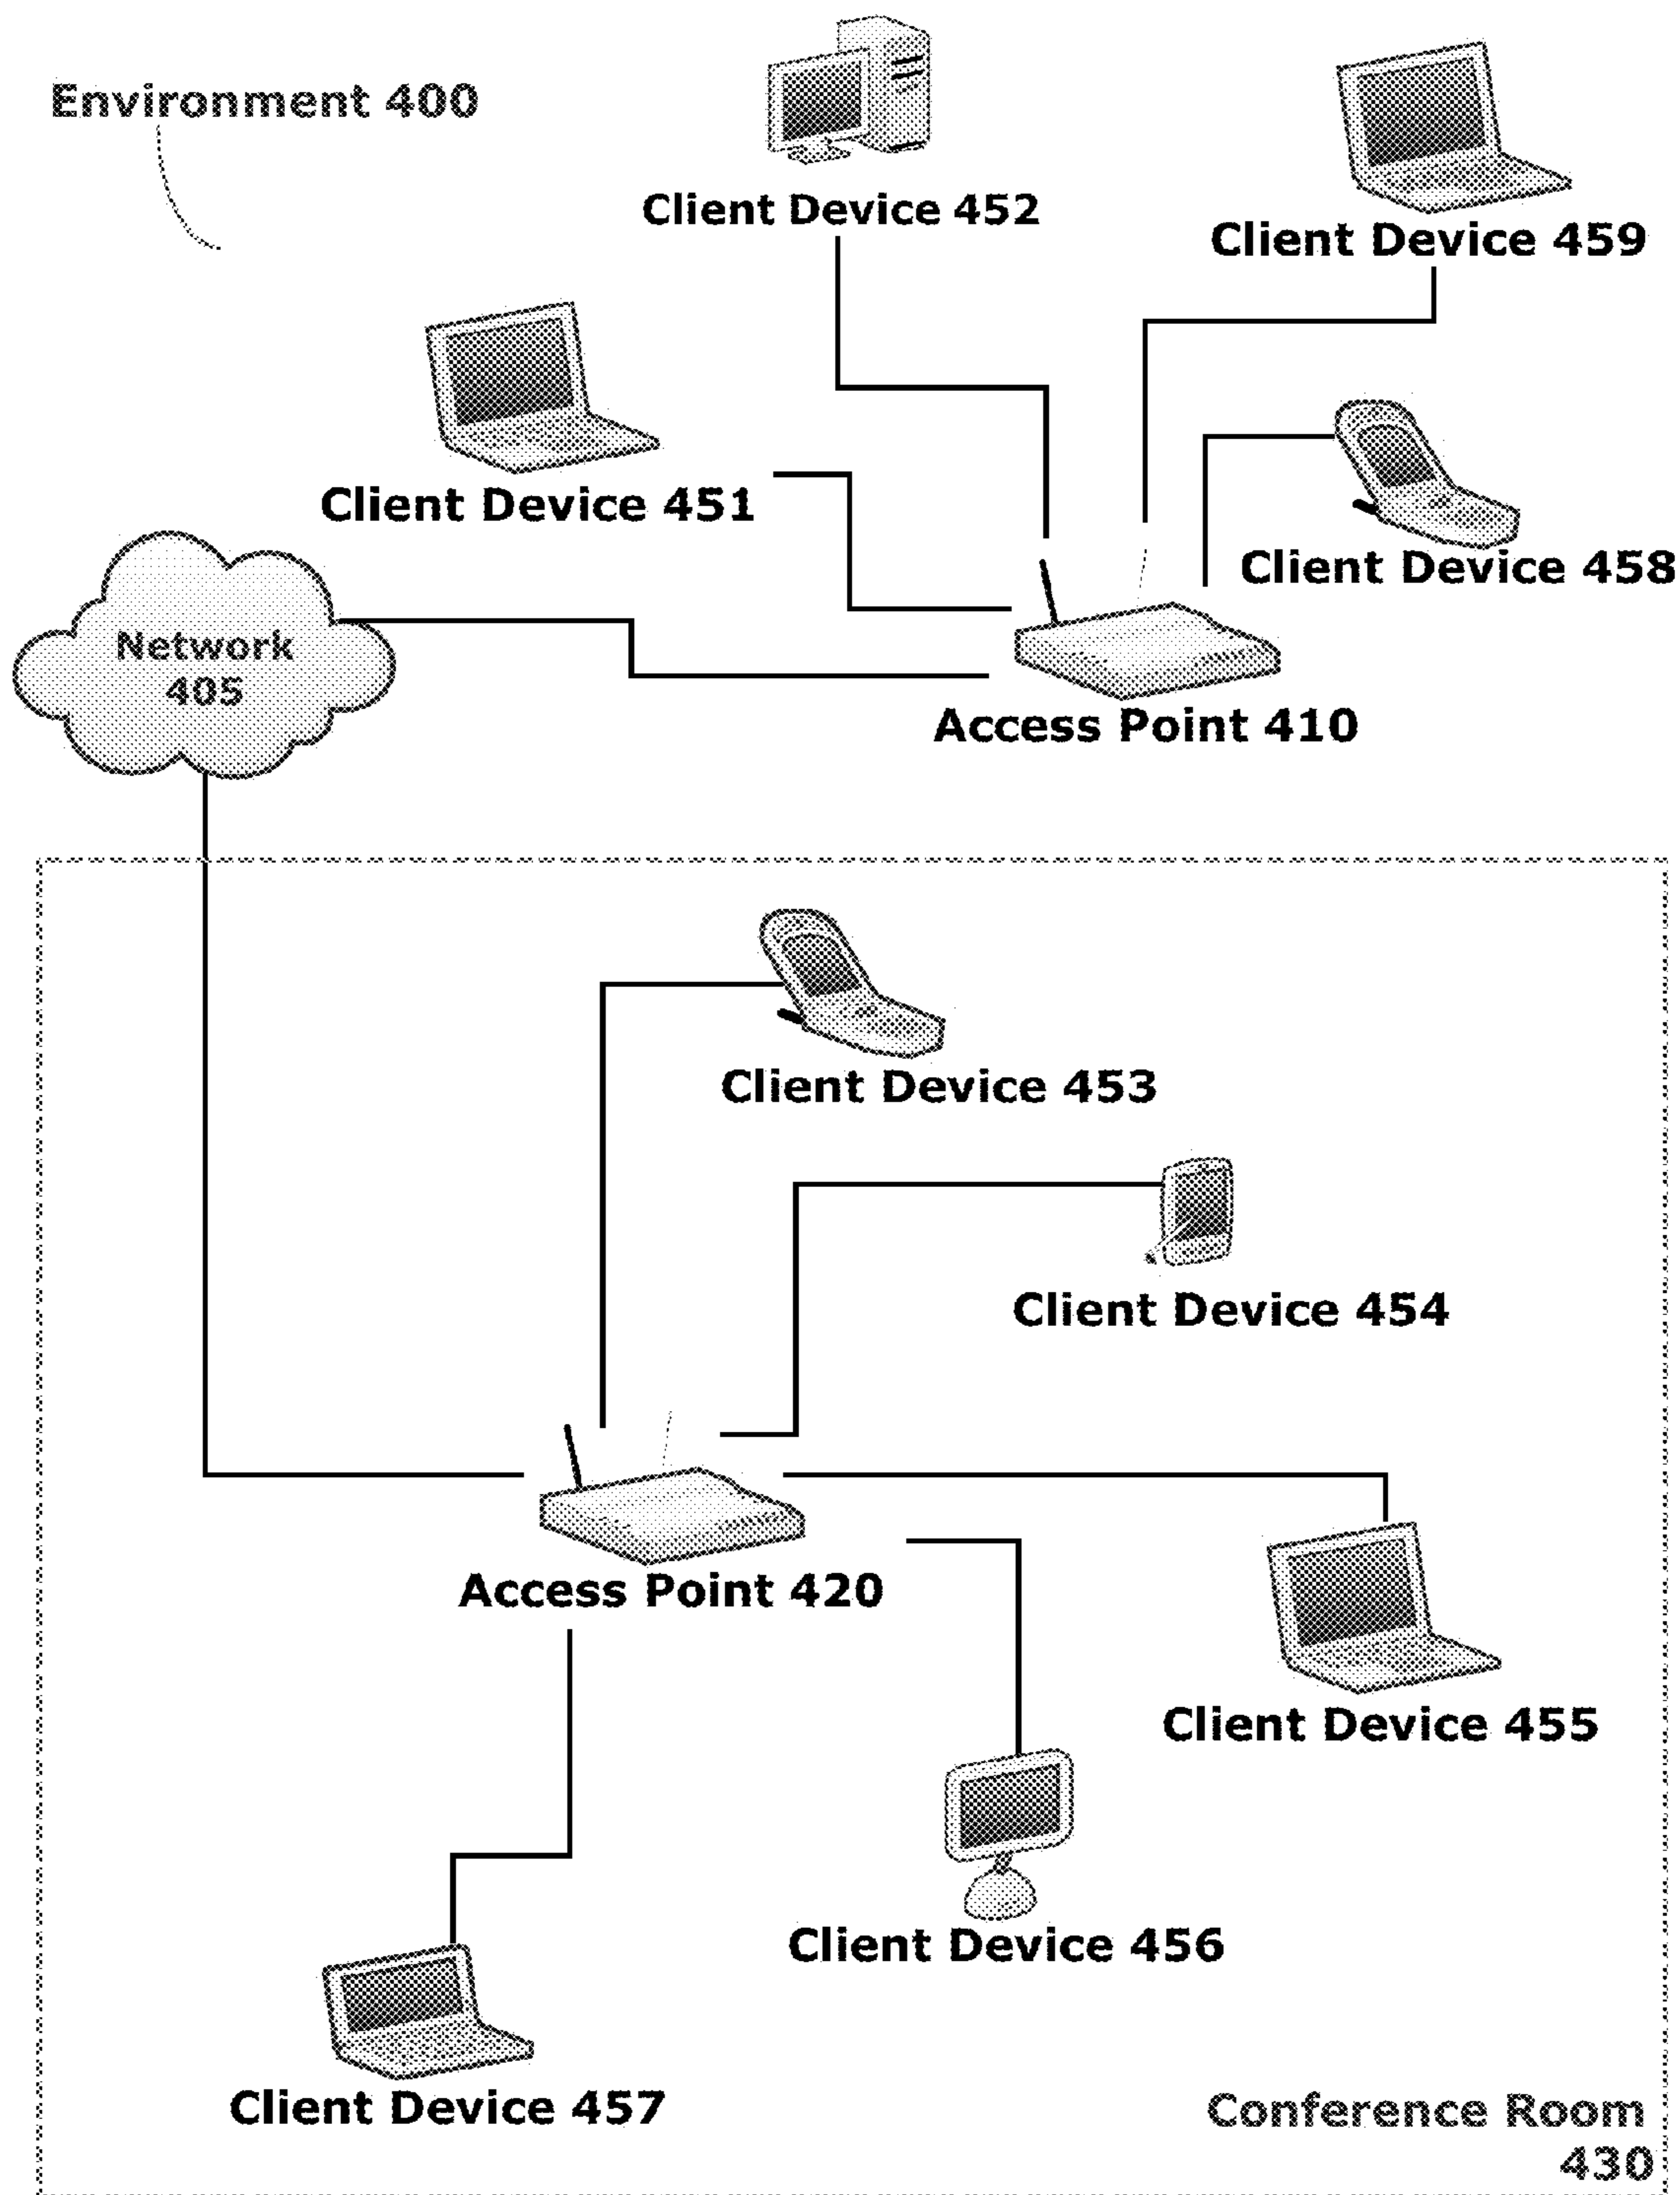 Environment 400
Client Device 452
Client Device 459
Client Device 451
Client Device 458
Network
405
Access Point 410
Client Device 453
Client Device 454
Access Point 420
Client Device 455
Client Device 456
Client Device 457
Conference Room
430